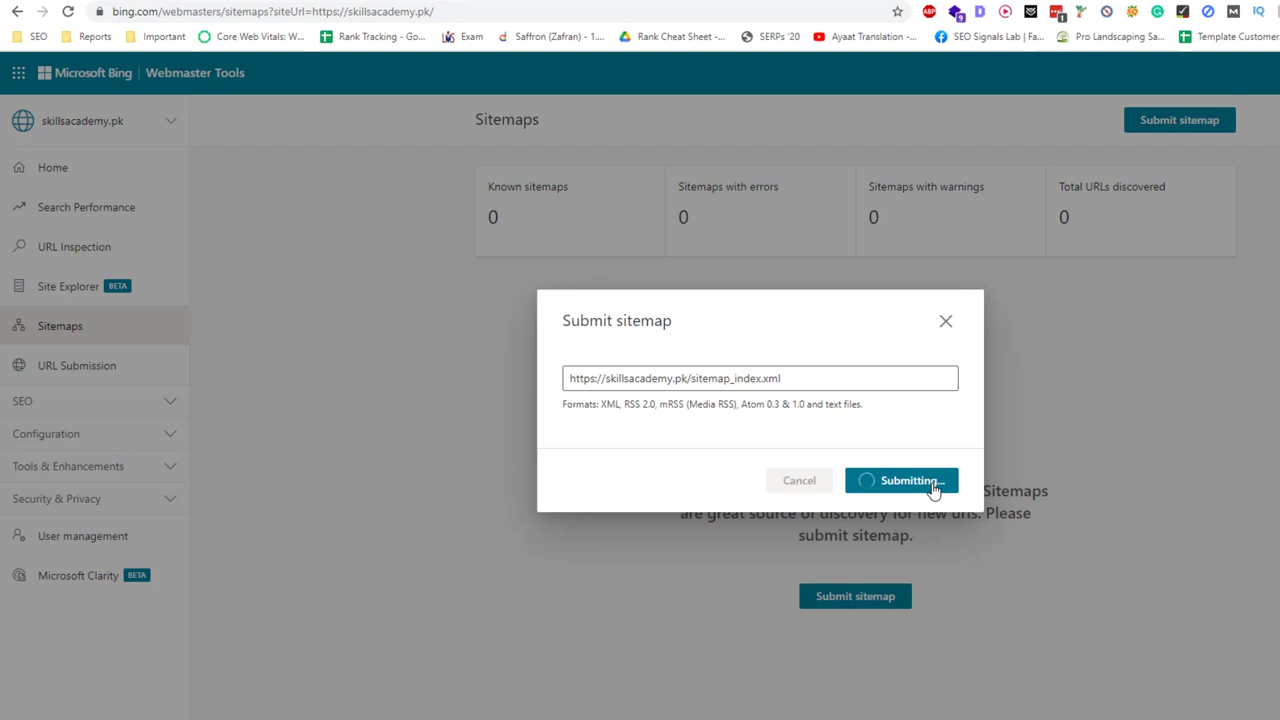 bing.com/webmasters/sitemaps?siteUrl=https://skillsacademy.pk/
SEO Reports Important Core Web Vitals: W... Rank Tracking - Go... Exam Saffron (Zafran) - 1.... Rank Cheat Sheet -... SERPs '20 Ayaat Translation -... SEO Signals Lab | Fa... Pro Landscaping Sa... Template Customer
Microsoft Bing | Webmaster Tools
skillsacademy.pk
Sitemaps
Submit sitemap
Home
Search Performance
URL Inspection
Site Explorer BETA
Sitemaps
URL Submission
SEO
Configuration
Tools & Enhancements
Security & Privacy
User management
Microsoft Clarity BETA
Known sitemaps
0
Sitemaps with errors
0
Sitemaps with warnings
0
Total URLs discovered
0
Submit sitemap
https://skillsacademy.pk/sitemap_index.xml
Formats: XML, RSS 2.0, mRSS (Media RSS), Atom 0.3 & 1.0 and text files.
Cancel
Submitting...
Sitemaps
are great source of discovery for new urls. Please
submit sitemap.
Submit sitemap